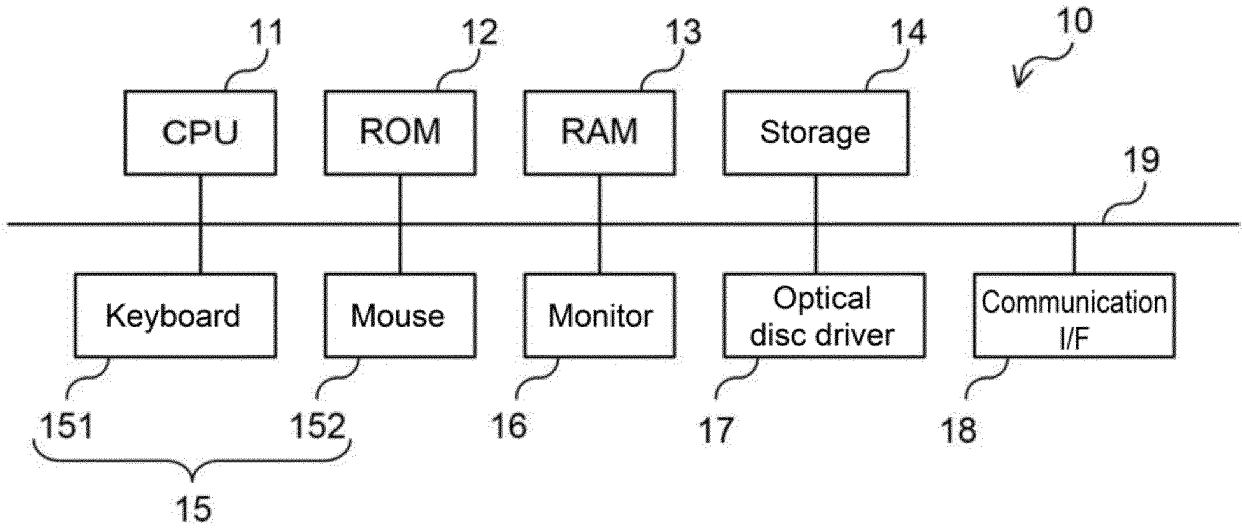 11 12 13 14 10
CPU ROM RAM Storage
19
Keyboard Mouse Monitor Optical disc driver Communication I/F
151 152 16 17 18
15